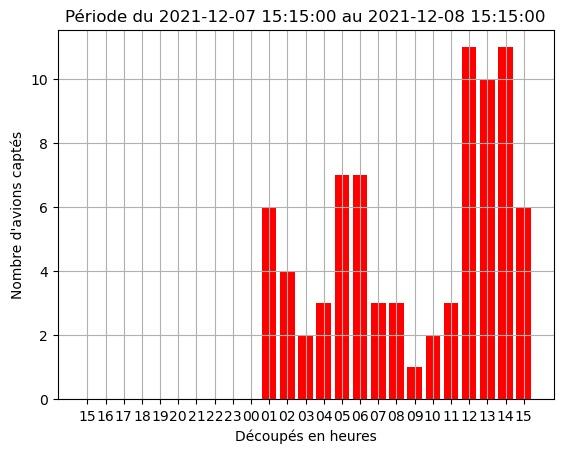 Période du 2021-12-07 15:15:00 au 2021-12-08 15:15:00
Nombre d'avions captés
10
8
6
4
2
0
15 16 17 18 19 20 21 22 23 00 01 02 03 04 05 06 07 08 09 10 11 12 13 14 15
Découpés en heures